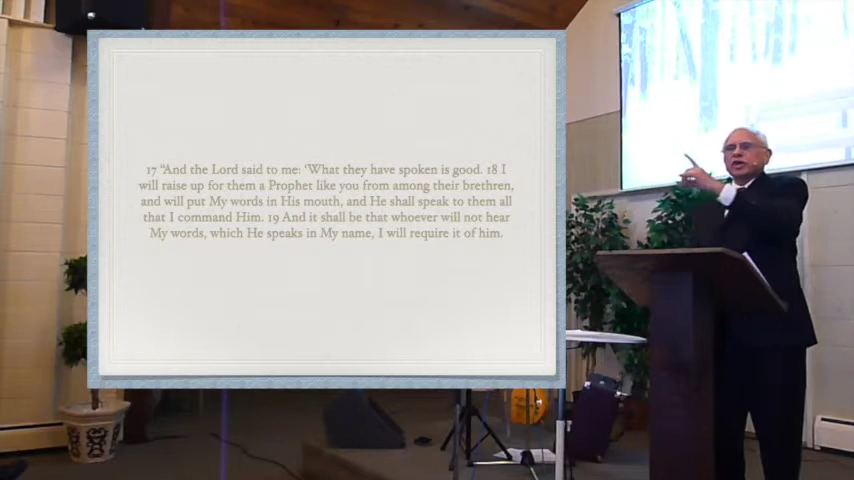 17 “And the Lord said to me: ‘What they have spoken is good. 18 I
will raise up for them a Prophet like you from among their brethren,
and will put My words in His mouth, and He shall speak to them all
that I command Him. 19 And it shall be that whoever will not hear
My words, which He speaks in My name, I will require it of him.